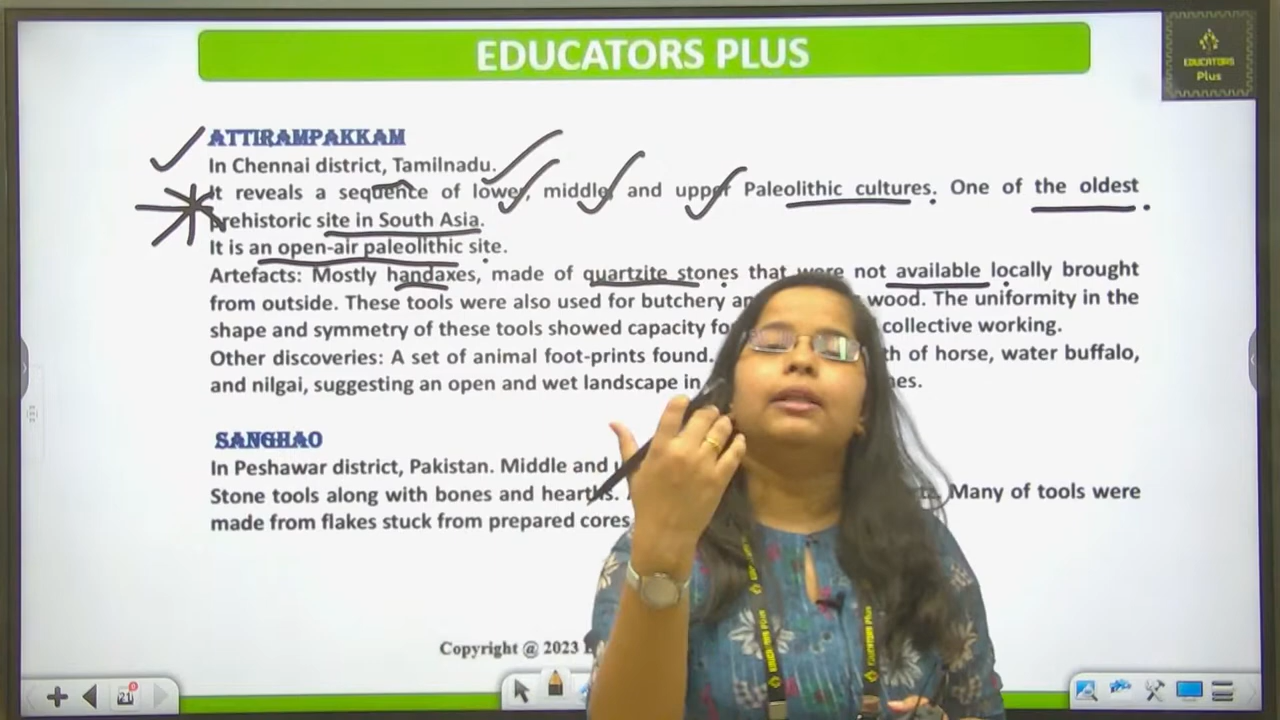 EDUCATORS PLUS
EDUCATORS
Plus
ATTIRAMPAKKAM
In Chennai district, Tamilnadu.
It reveals a sequence of lower, middle, and upper Paleolithic cultures. One of the oldest
prehistoric site in South Asia.
It is an open-air paleolithic site.
Artefacts: Mostly handaxes, made of quartzite stones that were not available locally brought
from outside. These tools were also used for butchery wood. The uniformity in the
shape and symmetry of these tools showed capacity collective working.
Other discoveries: A set of animal foot-prints found. of horse, water buffalo,
and nilgai, suggesting an open and wet landscape in
SANGHAO
In Peshawar district, Pakistan. Middle and
Stone tools along with bones and hearths. Many of tools were
made from flakes stuck from prepared cores
Copyright @ 2023
21
EDUCATORS Plus
EDUCATORS Plus